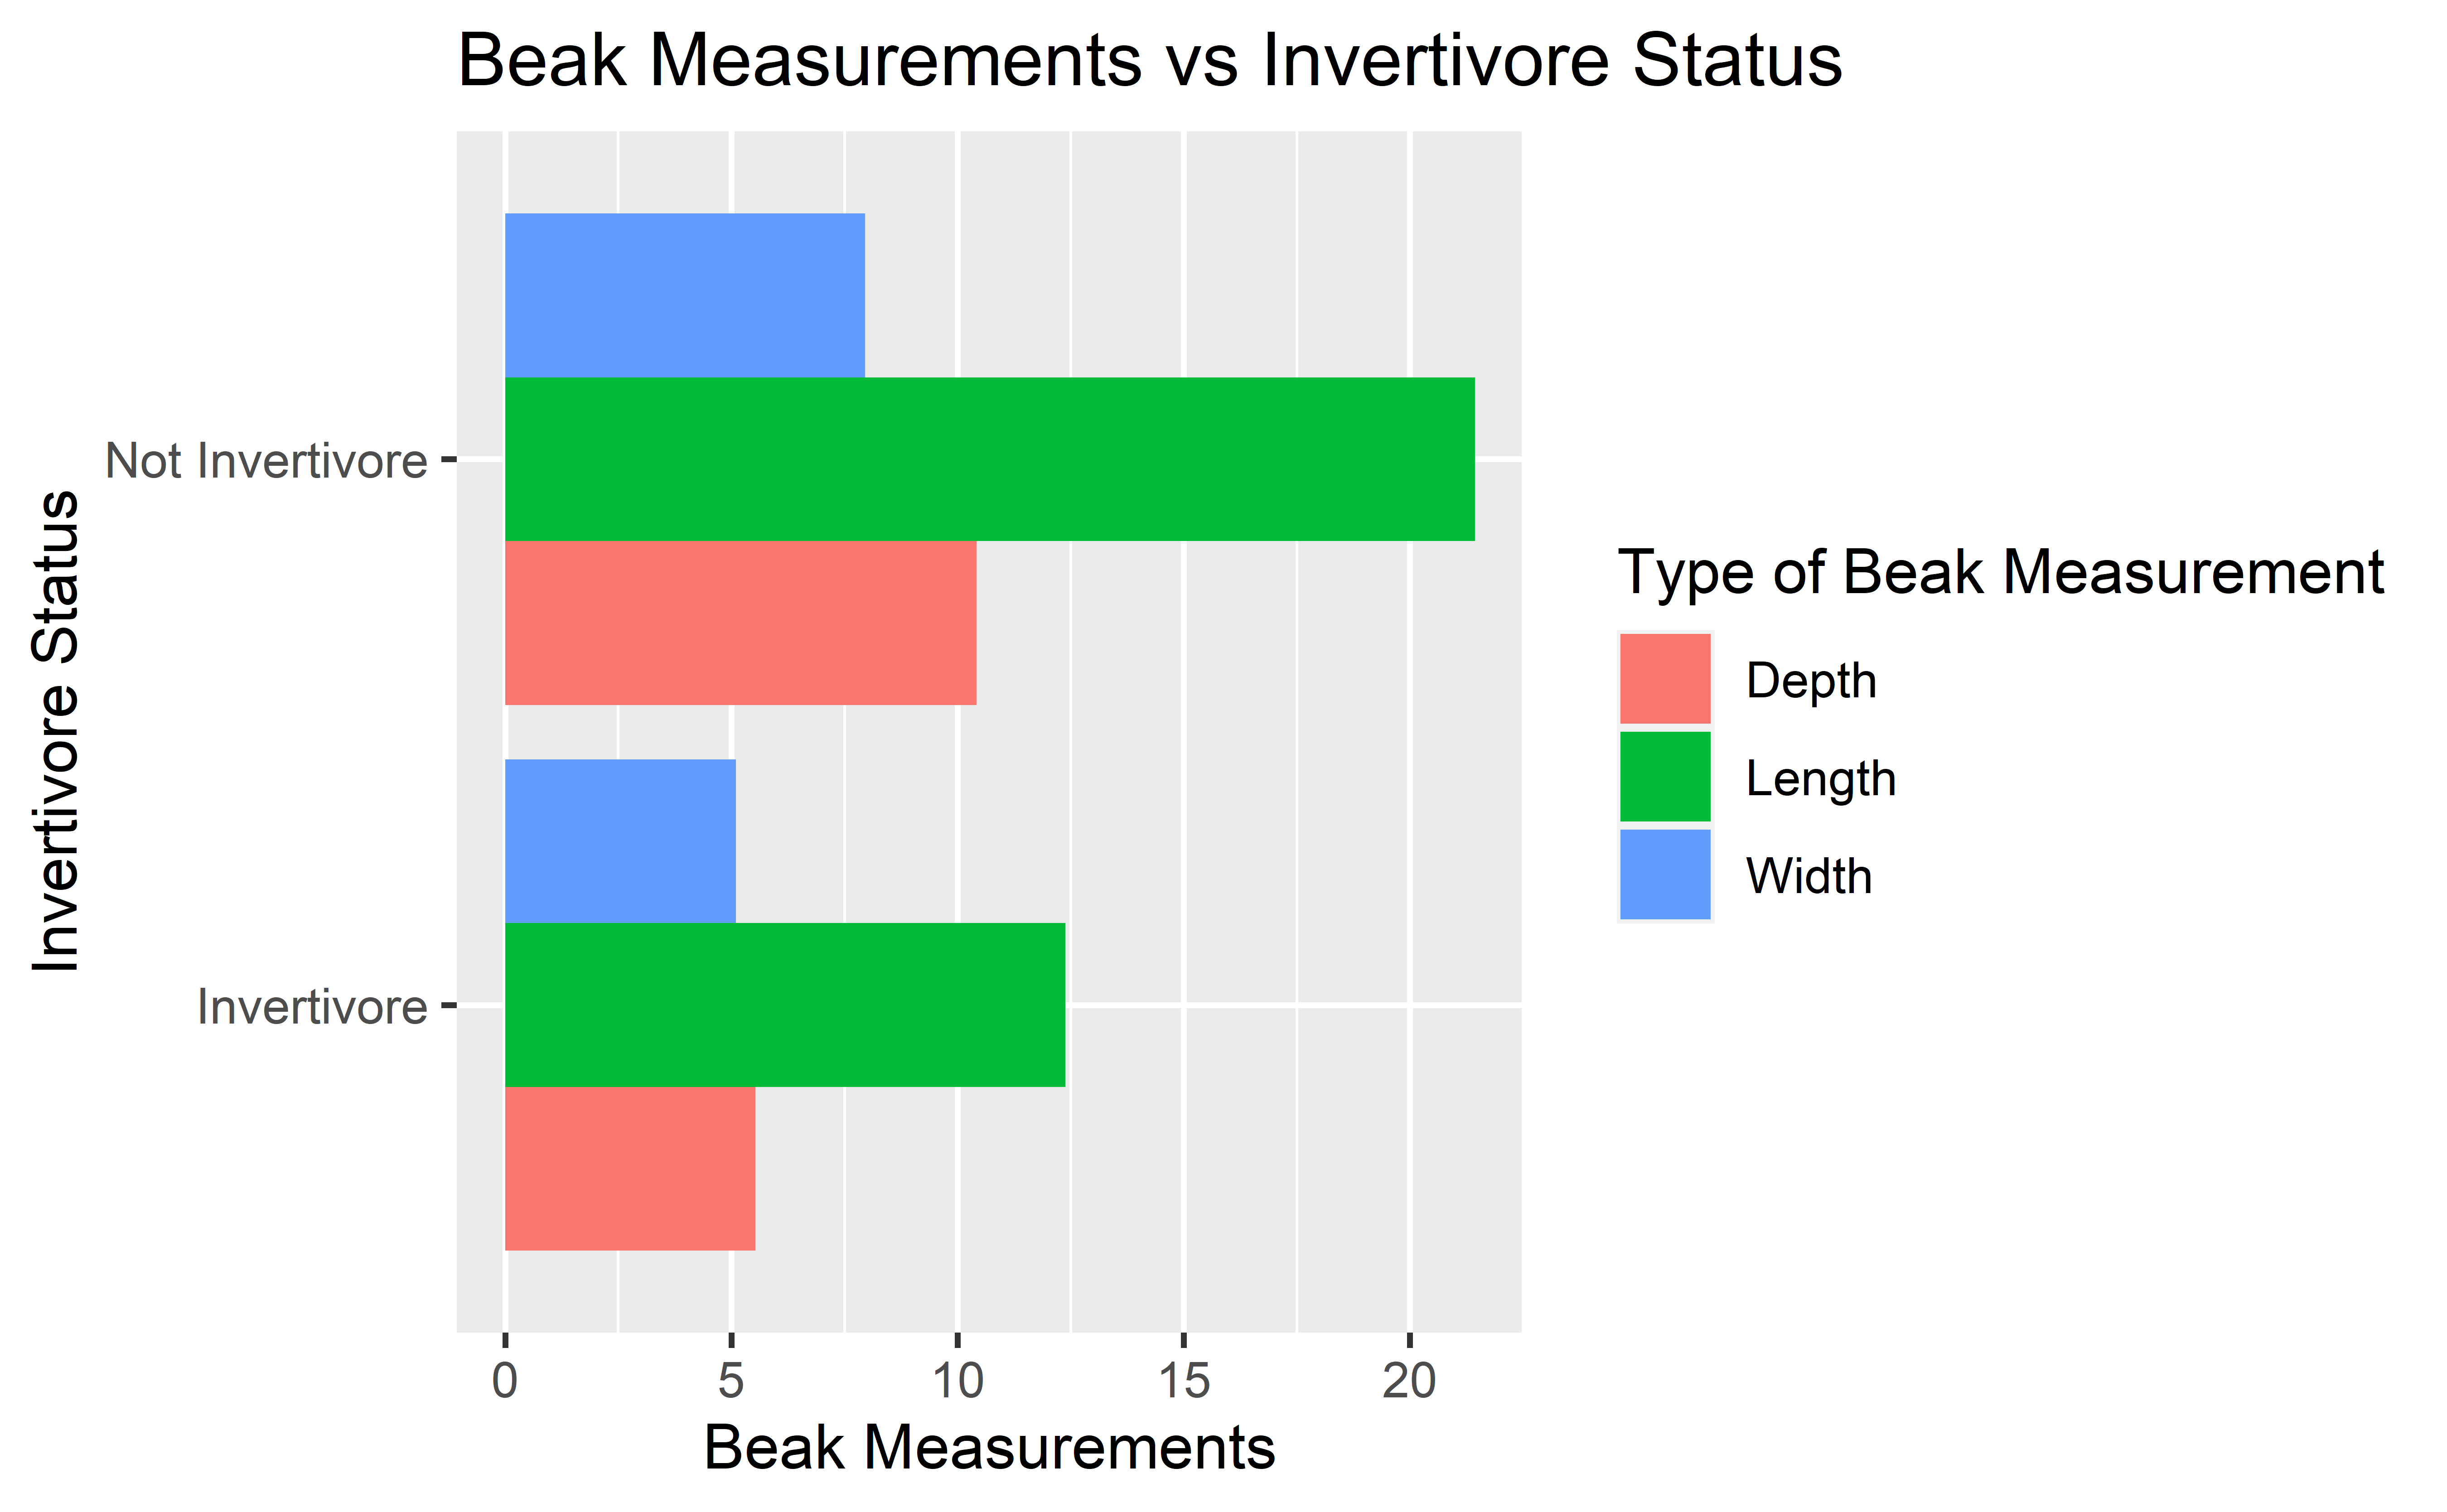 Beak Measurements vs Invertivore Status
Invertivore Status
Not Invertivore
Invertivore
0 5 10 15 20
Beak Measurements
Type of Beak Measurement
Depth
Length
Width